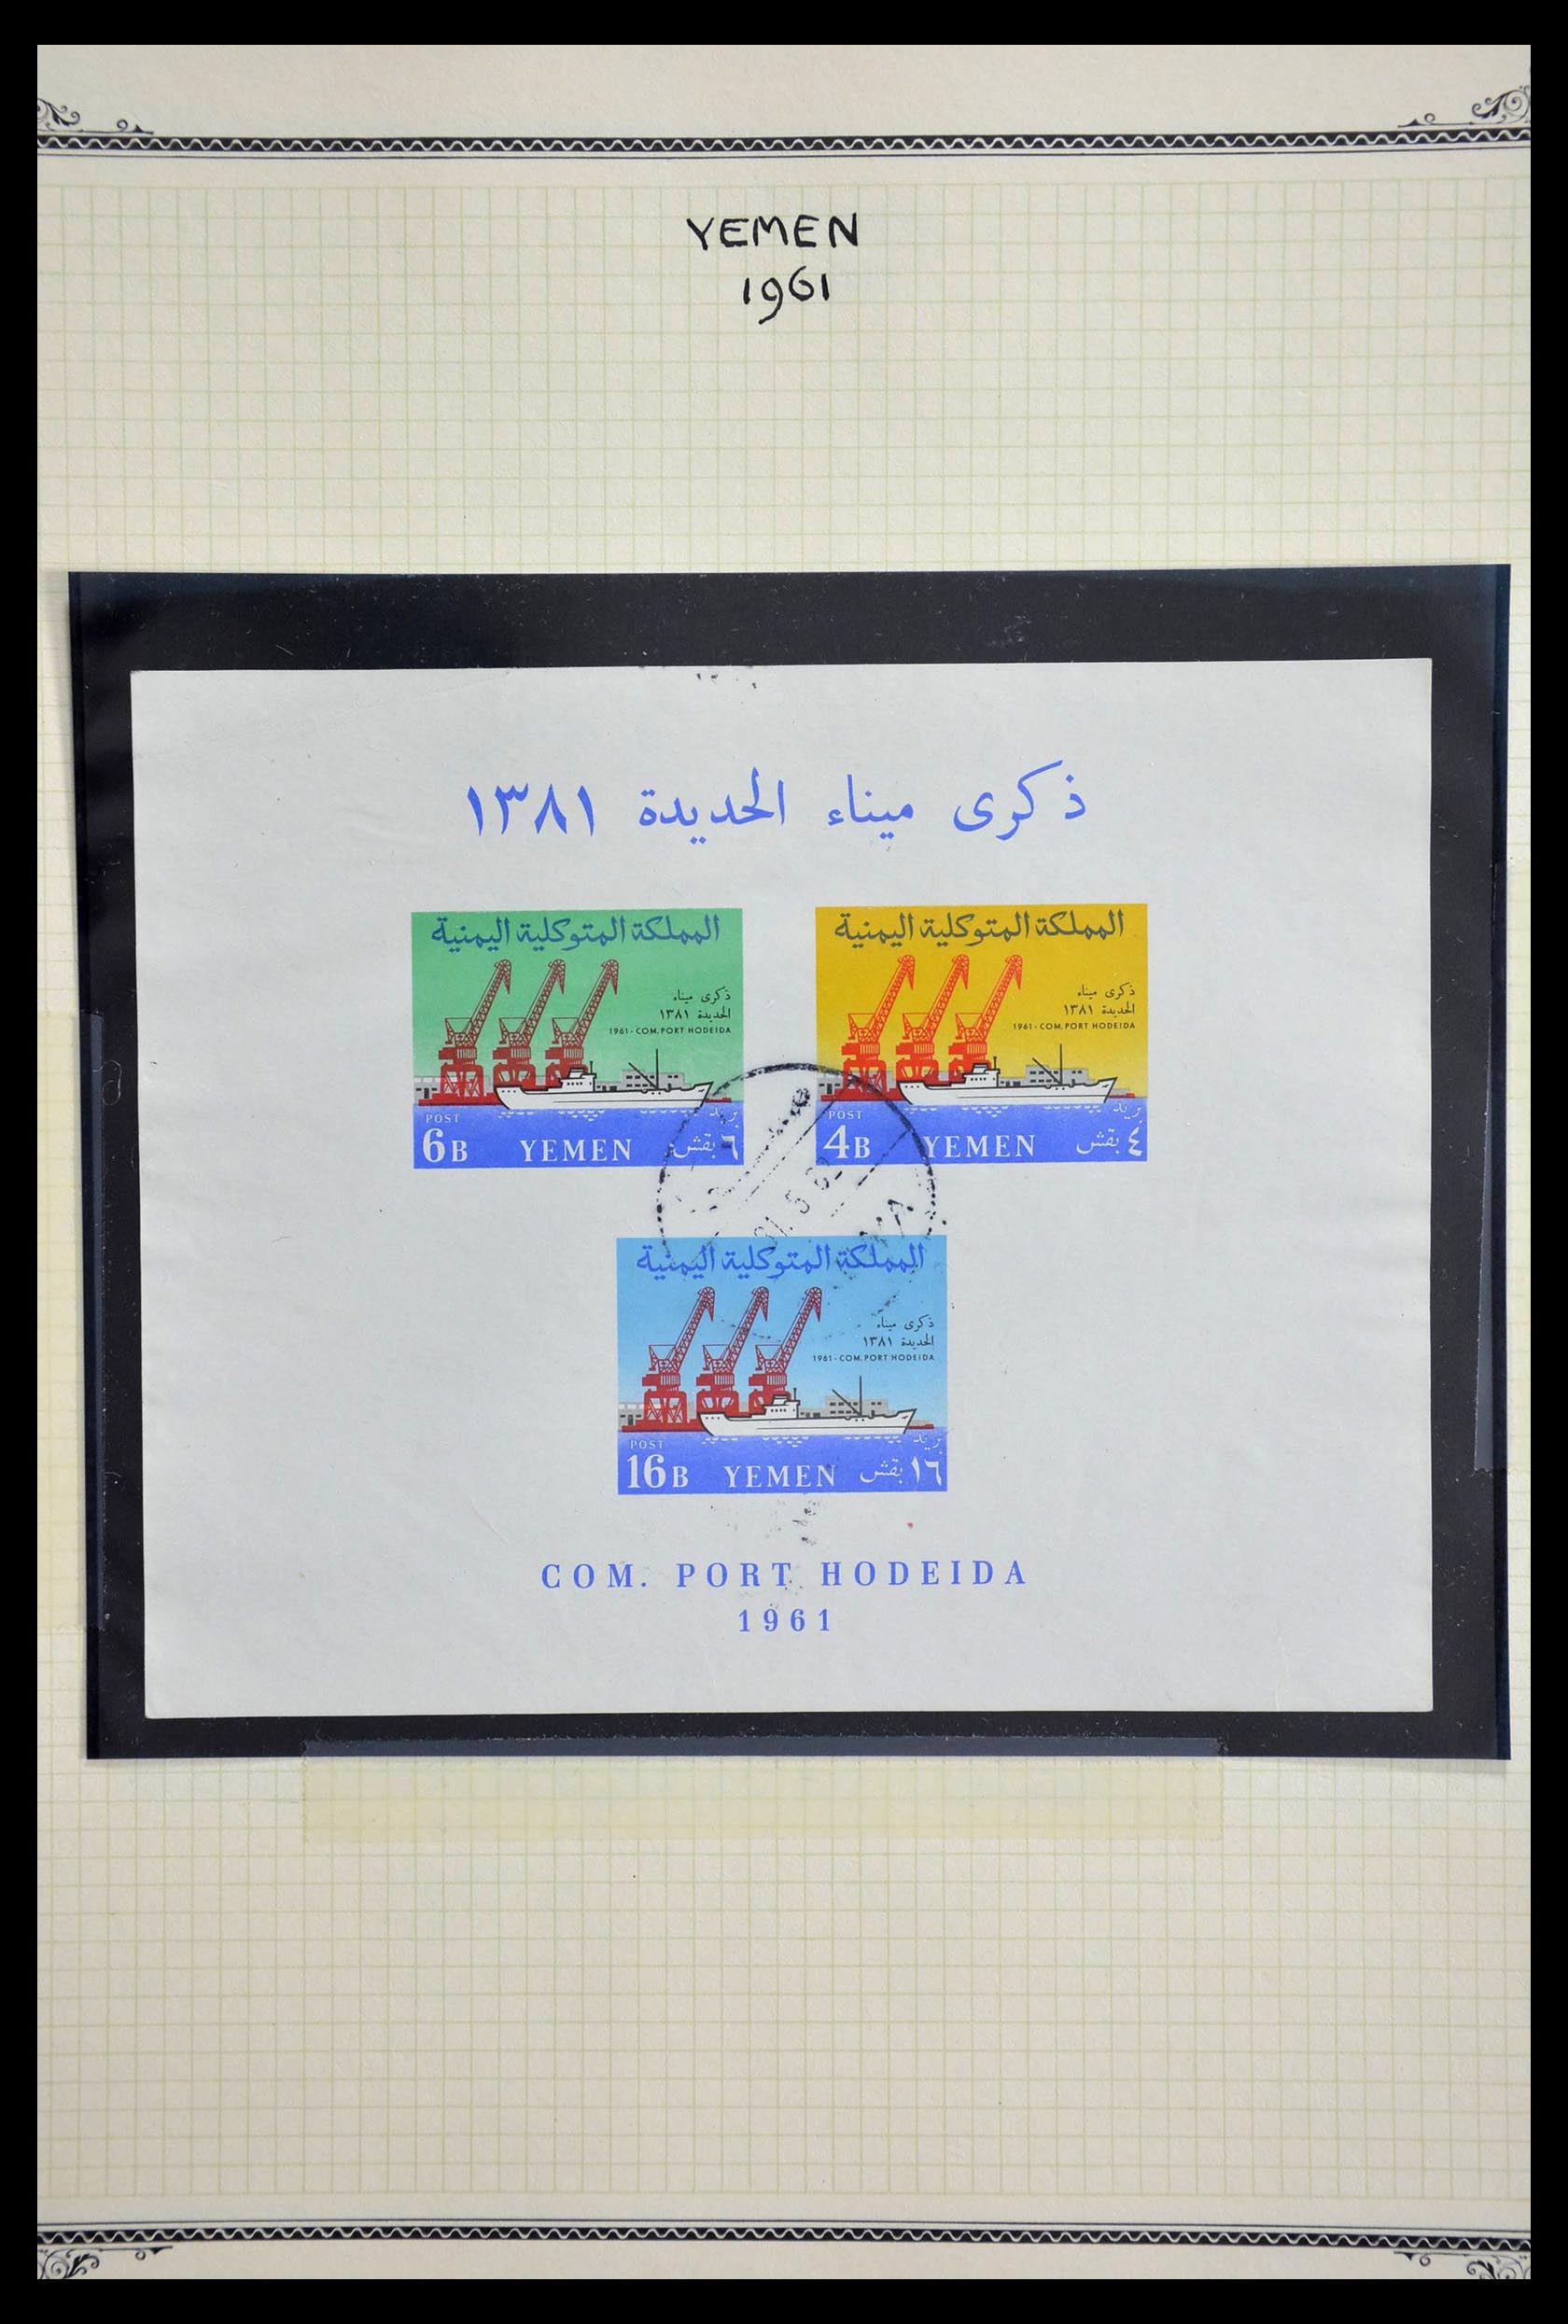 YEMEN
1961
ذكرى ميناء الحديدة ١٣٨١
المملكة المتوكلية اليمنية
ذكرى ميناء
الحديدة ١٣٨١
1961 - COM. PORT HODEIDA
POST بريد
6B YEMEN ٦ بقش
المملكة المتوكلية اليمنية
ذكرى ميناء
الحديدة ١٣٨١
1961 - COM. PORT HODEIDA
POST بريد
4B YEMEN ٤ بقش
المملكة المتوكلية اليمنية
ذكرى ميناء
الحديدة ١٣٨١
1961 - COM. PORT HODEIDA
POST بريد
16B YEMEN ١٦ بقش
COM. PORT HODEIDA
1961